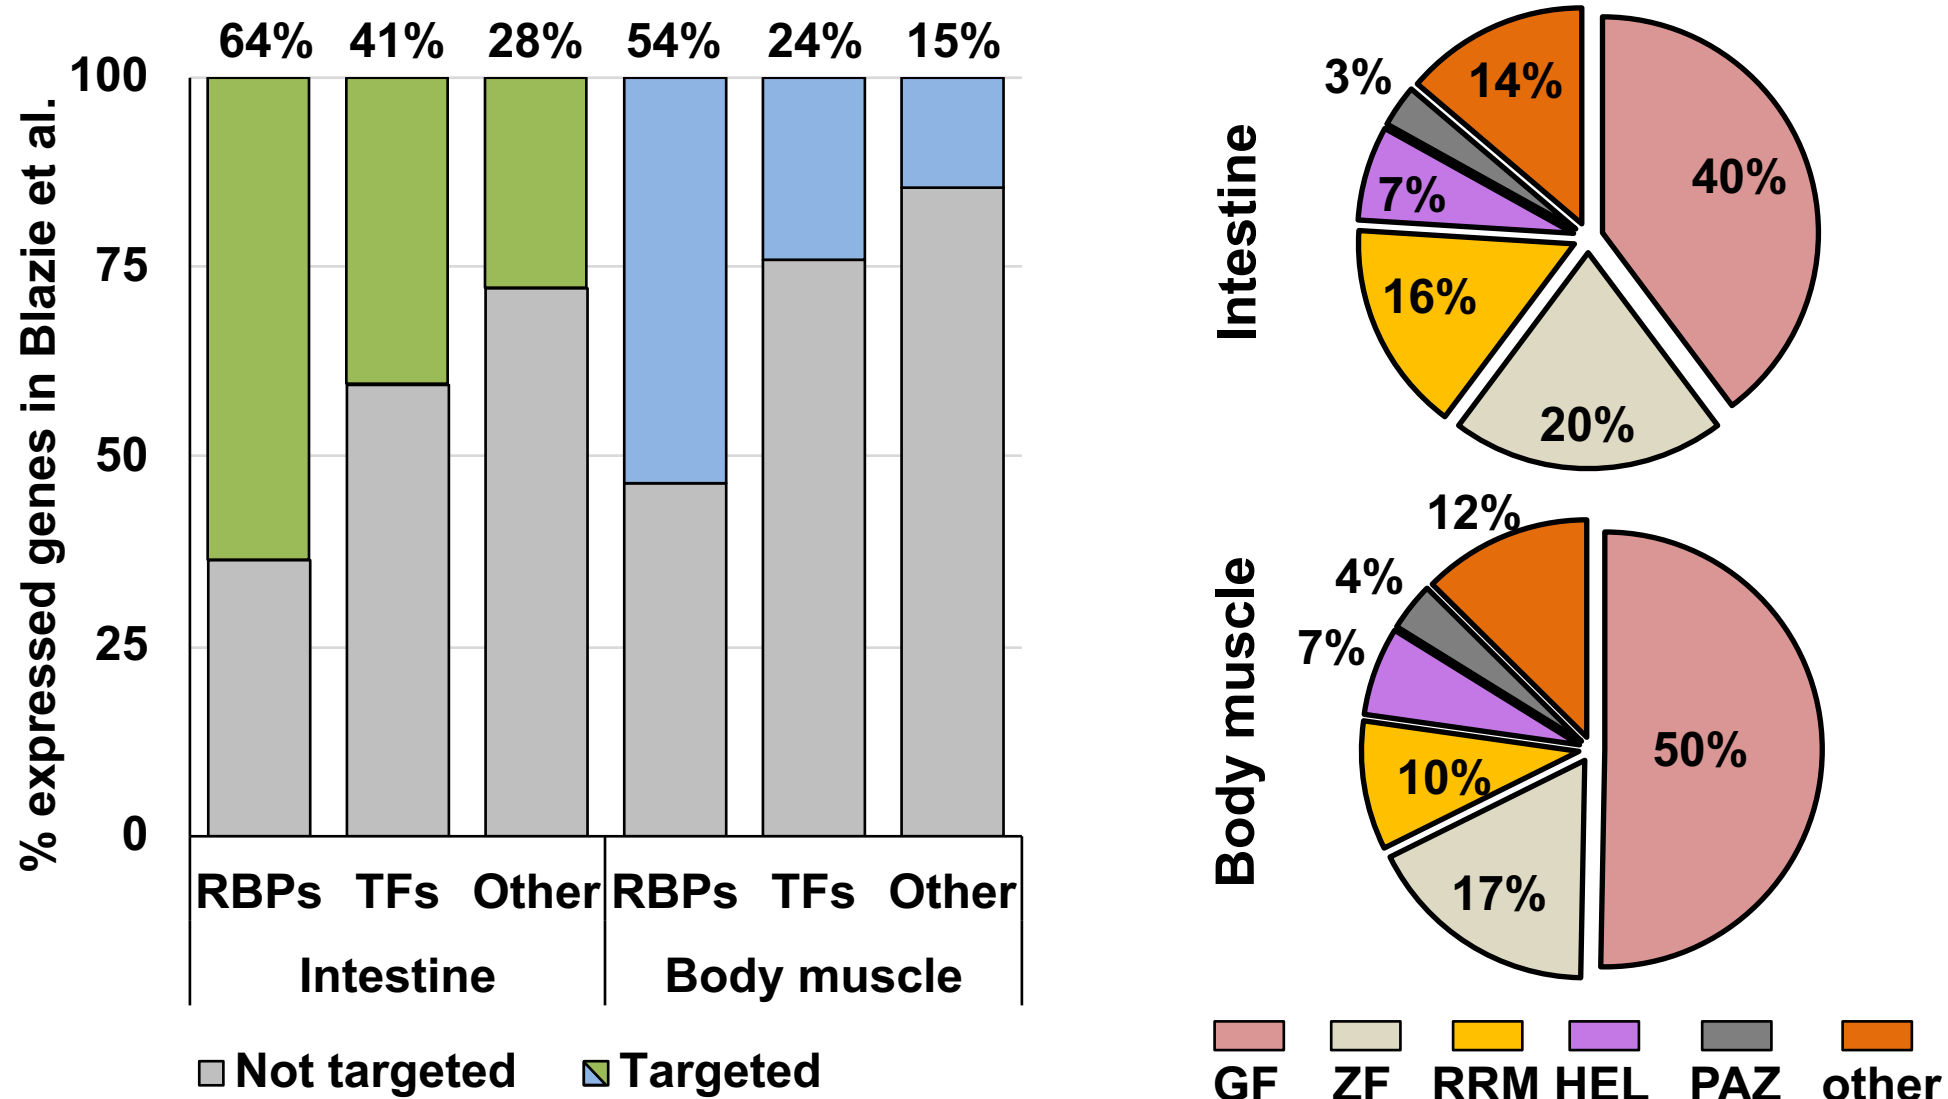 64% 41% 28% 54% 24% 15%
% expressed genes in Blazie et al.
100
75
50
25
0
RBPs TFs Other RBPs TFs Other
Intestine Body muscle
Not targeted Targeted
Intestine
40%
20%
16%
7%
3%
14%
Body muscle
50%
17%
10%
7%
4%
12%
GF ZF RRM HEL PAZ other